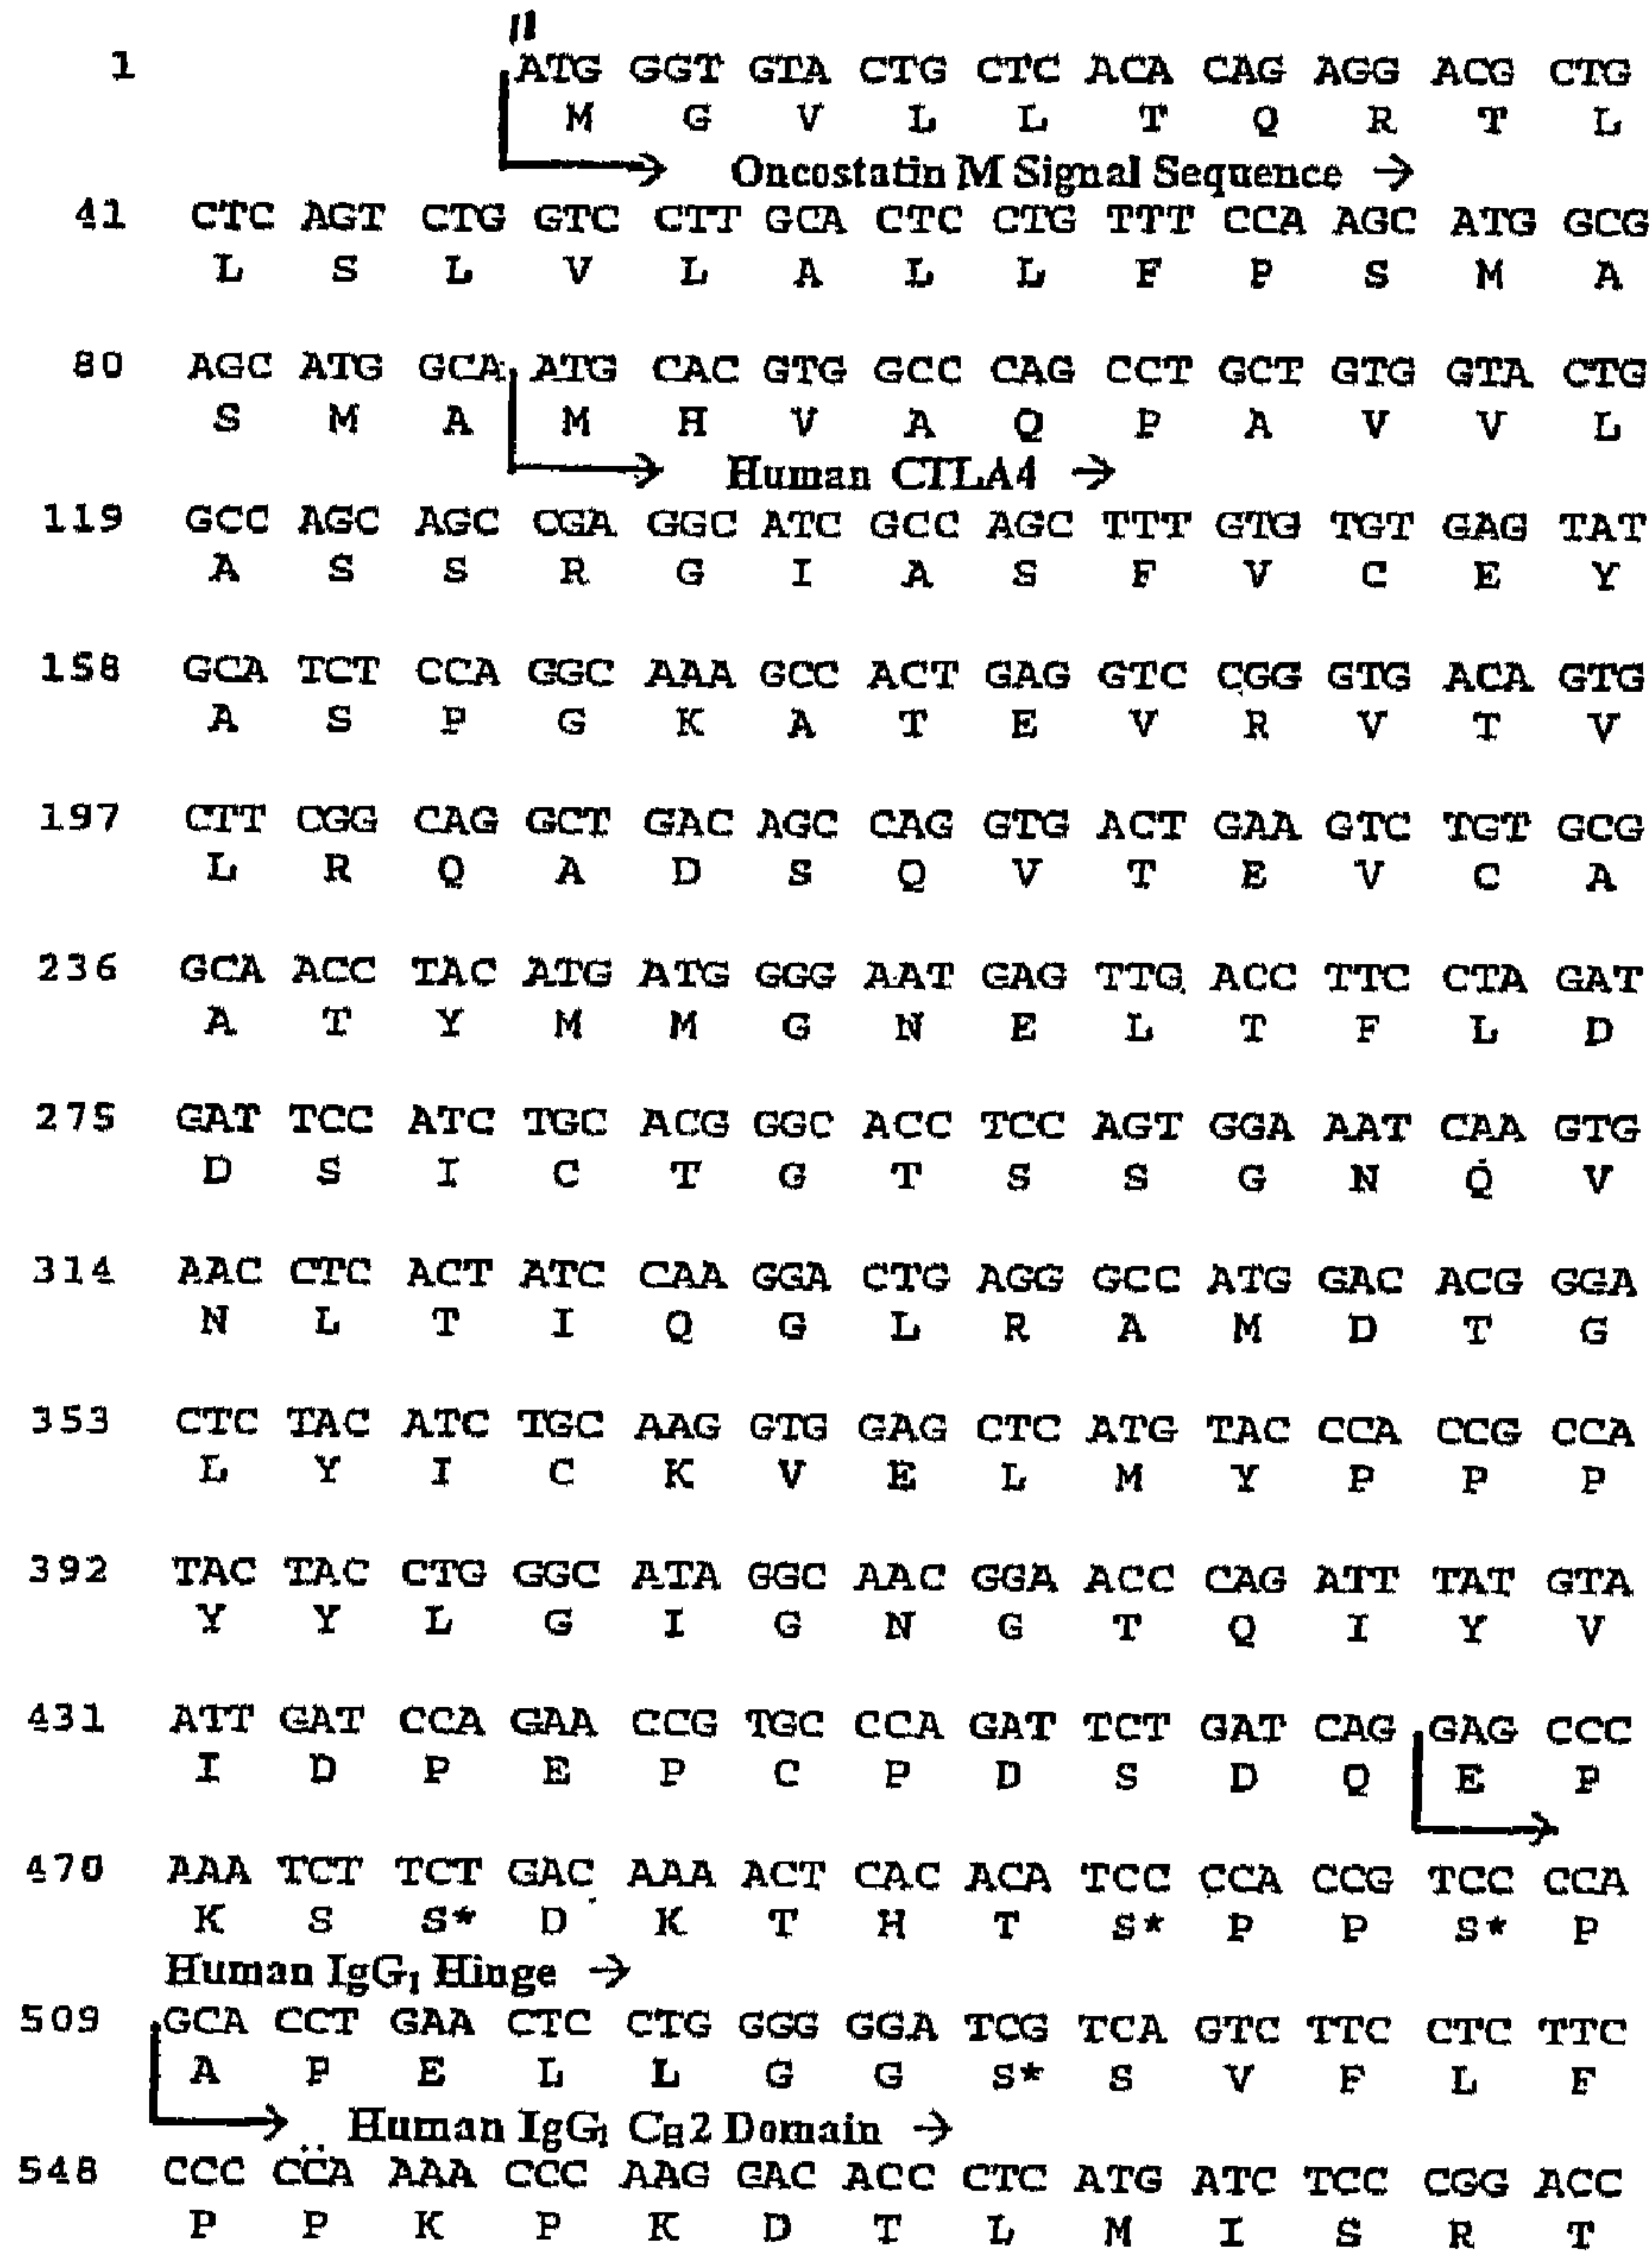 11
1 ATG GGT GTA CTG CTC ACA CAG AGG ACG CTG
M G V L L T Q R T L
→ Oncostatin M Signal Sequence →
41 CTC AGT CTG GTC CTT GCA CTC CTG TTT CCA AGC ATG GCG
L S L V L A L L F P S M A
80 AGC ATG GCA ATG CAC GTG GCC CAG CCT GCT GTG GTA CTG
S M A M H V A Q P A V V L
→ Human CTLA4 →
119 GCC AGC AGC CGA GGC ATC GCC AGC TTT GTG TGT GAG TAT
A S S R G I A S F V C E Y
158 GCA TCT CCA GGC AAA GCC ACT GAG GTC CGG GTG ACA GTG
A S P G K A T E V R V T V
197 CTT CGG CAG GCT GAC AGC CAG GTG ACT GAA GTC TGT GCG
L R Q A D S Q V T E V C A
236 GCA ACC TAC ATG ATG GGG AAT GAG TTG ACC TTC CTA GAT
A T Y M M G N E L T F L D
275 GAT TCC ATC TGC ACG GGC ACC TCC AGT GGA AAT CAA GTG
D S I C T G T S S G N Q V
314 AAC CTC ACT ATC CAA GGA CTG AGG GCC ATG GAC ACG GGA
N L T I Q G L R A M D T G
353 CTC TAC ATC TGC AAG GTG GAG CTC ATG TAC CCA CCG CCA
L Y I C K V E L M Y P P P
392 TAC TAC CTG GGC ATA GGC AAC GGA ACC CAG ATT TAT GTA
Y Y L G I G N G T Q I Y V
431 ATT GAT CCA GAA CCG TGC CCA GAT TCT GAT CAG GAG CCC
I D P E P C P D S D Q E P
→
470 AAA TCT TCT GAC AAA ACT CAC ACA TCC CCA CCG TCC CCA
K S S* D K T H T S* P P S* P
Human IgG₁ Hinge →
509 GCA CCT GAA CTC CTG GGG GGA TCG TCA GTC TTC CTC TTC
A P E L L G G S* S V F L F
→ Human IgG₁ C<sub>H</sub>2 Domain →
548 CCC CCA AAA CCC AAG GAC ACC CTC ATG ATC TCC CGG ACC
P P K P K D T L M I S R T